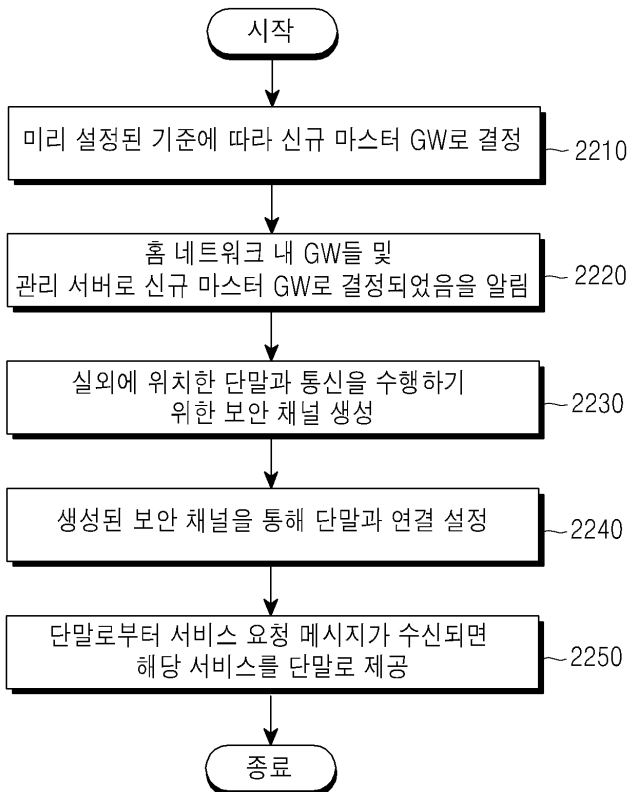 시작
미리 설정된 기준에 따라 신규 마스터 GW로 결정
2210
홈 네트워크 내 GW들 및
관리 서버로 신규 마스터 GW로 결정되었음을 알림
2220
실외에 위치한 단말과 통신을 수행하기
위한 보안 채널 생성
2230
생성된 보안 채널을 통해 단말과 연결 설정
2240
단말로부터 서비스 요청 메시지가 수신되면
해당 서비스를 단말로 제공
2250
종료